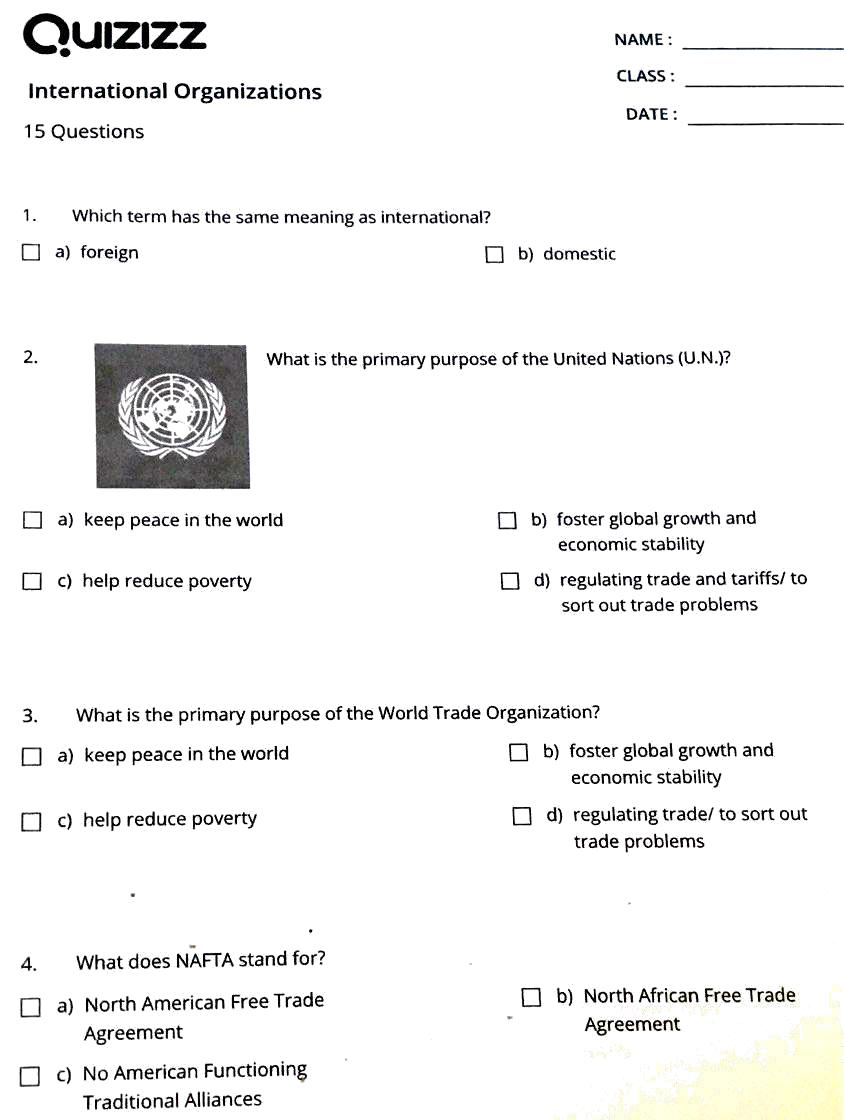 Quizizz
NAME :
CLASS :
International Organizations
DATE :
15 Questions
1. Which term has the same meaning as international?
a) foreign
b) domestic
2. What is the primary purpose of the United Nations (U.N.)?
a) keep peace in the world
b) foster global growth and
economic stability
c) help reduce poverty
d) regulating trade and tariffs/ to
sort out trade problems
3. What is the primary purpose of the World Trade Organization?
a) keep peace in the world
b) foster global growth and
economic stability
c) help reduce poverty
d) regulating trade/ to sort out
trade problems
4. What does NAFTA stand for?
a) North American Free Trade
Agreement
b) North African Free Trade
Agreement
c) No American Functioning
Traditional Alliances